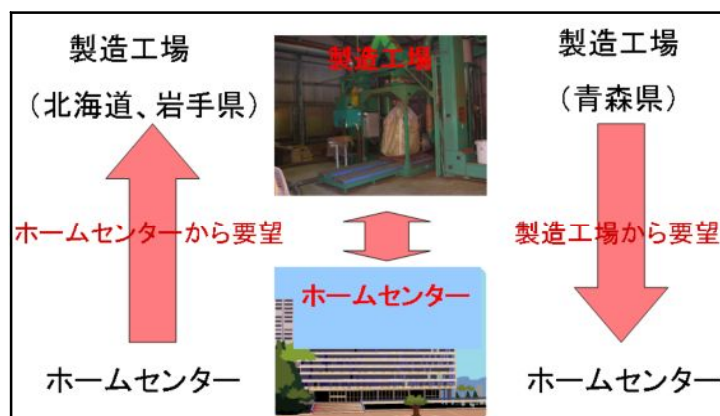 製造工場
（北海道、岩手県）
ホームセンターから要望
ホームセンター
製造工場
ホームセンター
製造工場
（青森県）
製造工場から要望
ホームセンター